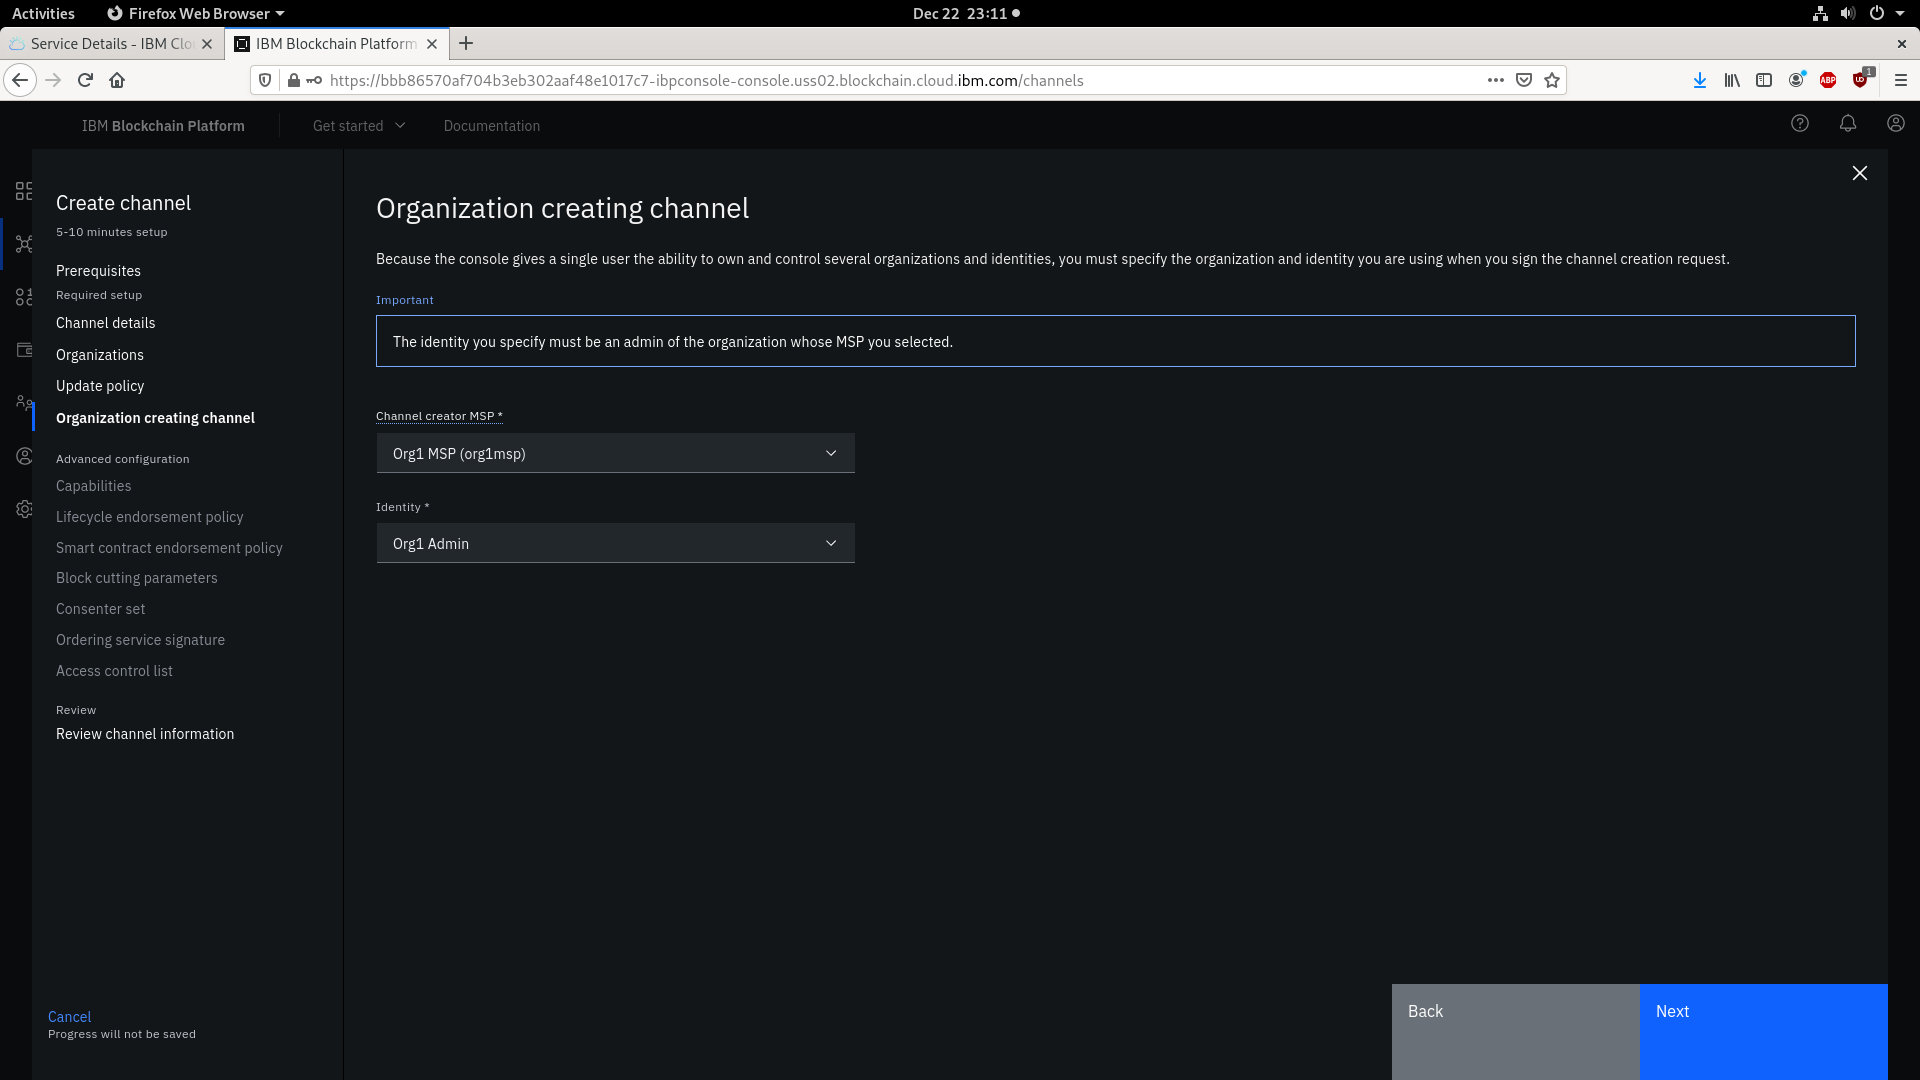 Activities
Firefox Web Browser
Dec 22 23:11
Service Details - IBM Clo
IBM Blockchain Platform
https://bbb86570af704b3eb302aaf48e1017c7-ibpconsole-console.uss02.blockchain.cloud.ibm.com/channels
ABP
1
IBM Blockchain Platform
Get started
Documentation
Create channel
5-10 minutes setup
Prerequisites
Required setup
Channel details
Organizations
Update policy
Organization creating channel
Advanced configuration
Capabilities
Lifecycle endorsement policy
Smart contract endorsement policy
Block cutting parameters
Consenter set
Ordering service signature
Access control list
Review
Review channel information
Cancel
Progress will not be saved
Organization creating channel
Because the console gives a single user the ability to own and control several organizations and identities, you must specify the organization and identity you are using when you sign the channel creation request.
Important
The identity you specify must be an admin of the organization whose MSP you selected.
Channel creator MSP *
Org1 MSP (org1msp)
Identity *
Org1 Admin
Back
Next